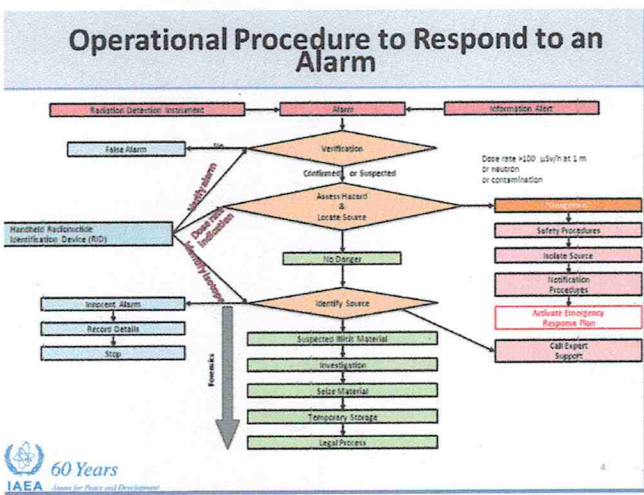 Operational Procedure to Respond to an
Alarm
Radiation Detection Instrument
Alarm
Information Alert
False Alarm
No
Verification
Confirmed or Suspected
Dose rate >100 µSv/h at 1 m
or neutron
or contamination
Verify alarm
Assess Hazard
&
Locate Source
"Dangerous"
Handheld Radionuclide
Identification Device (RID)
Dose rate
indication
Safety Procedures
Isolate Source
No Danger
Identify Isotope
Notification
Procedures
Innocent Alarm
Identify Source
Activate Emergency
Response Plan
Record Details
Suspected Illicit Material
Call Expert
Support
Stop
Investigation
Forensics
Seize Material
Temporary Storage
Legal Process
60 Years
IAEA
Atoms for Peace and Development
4